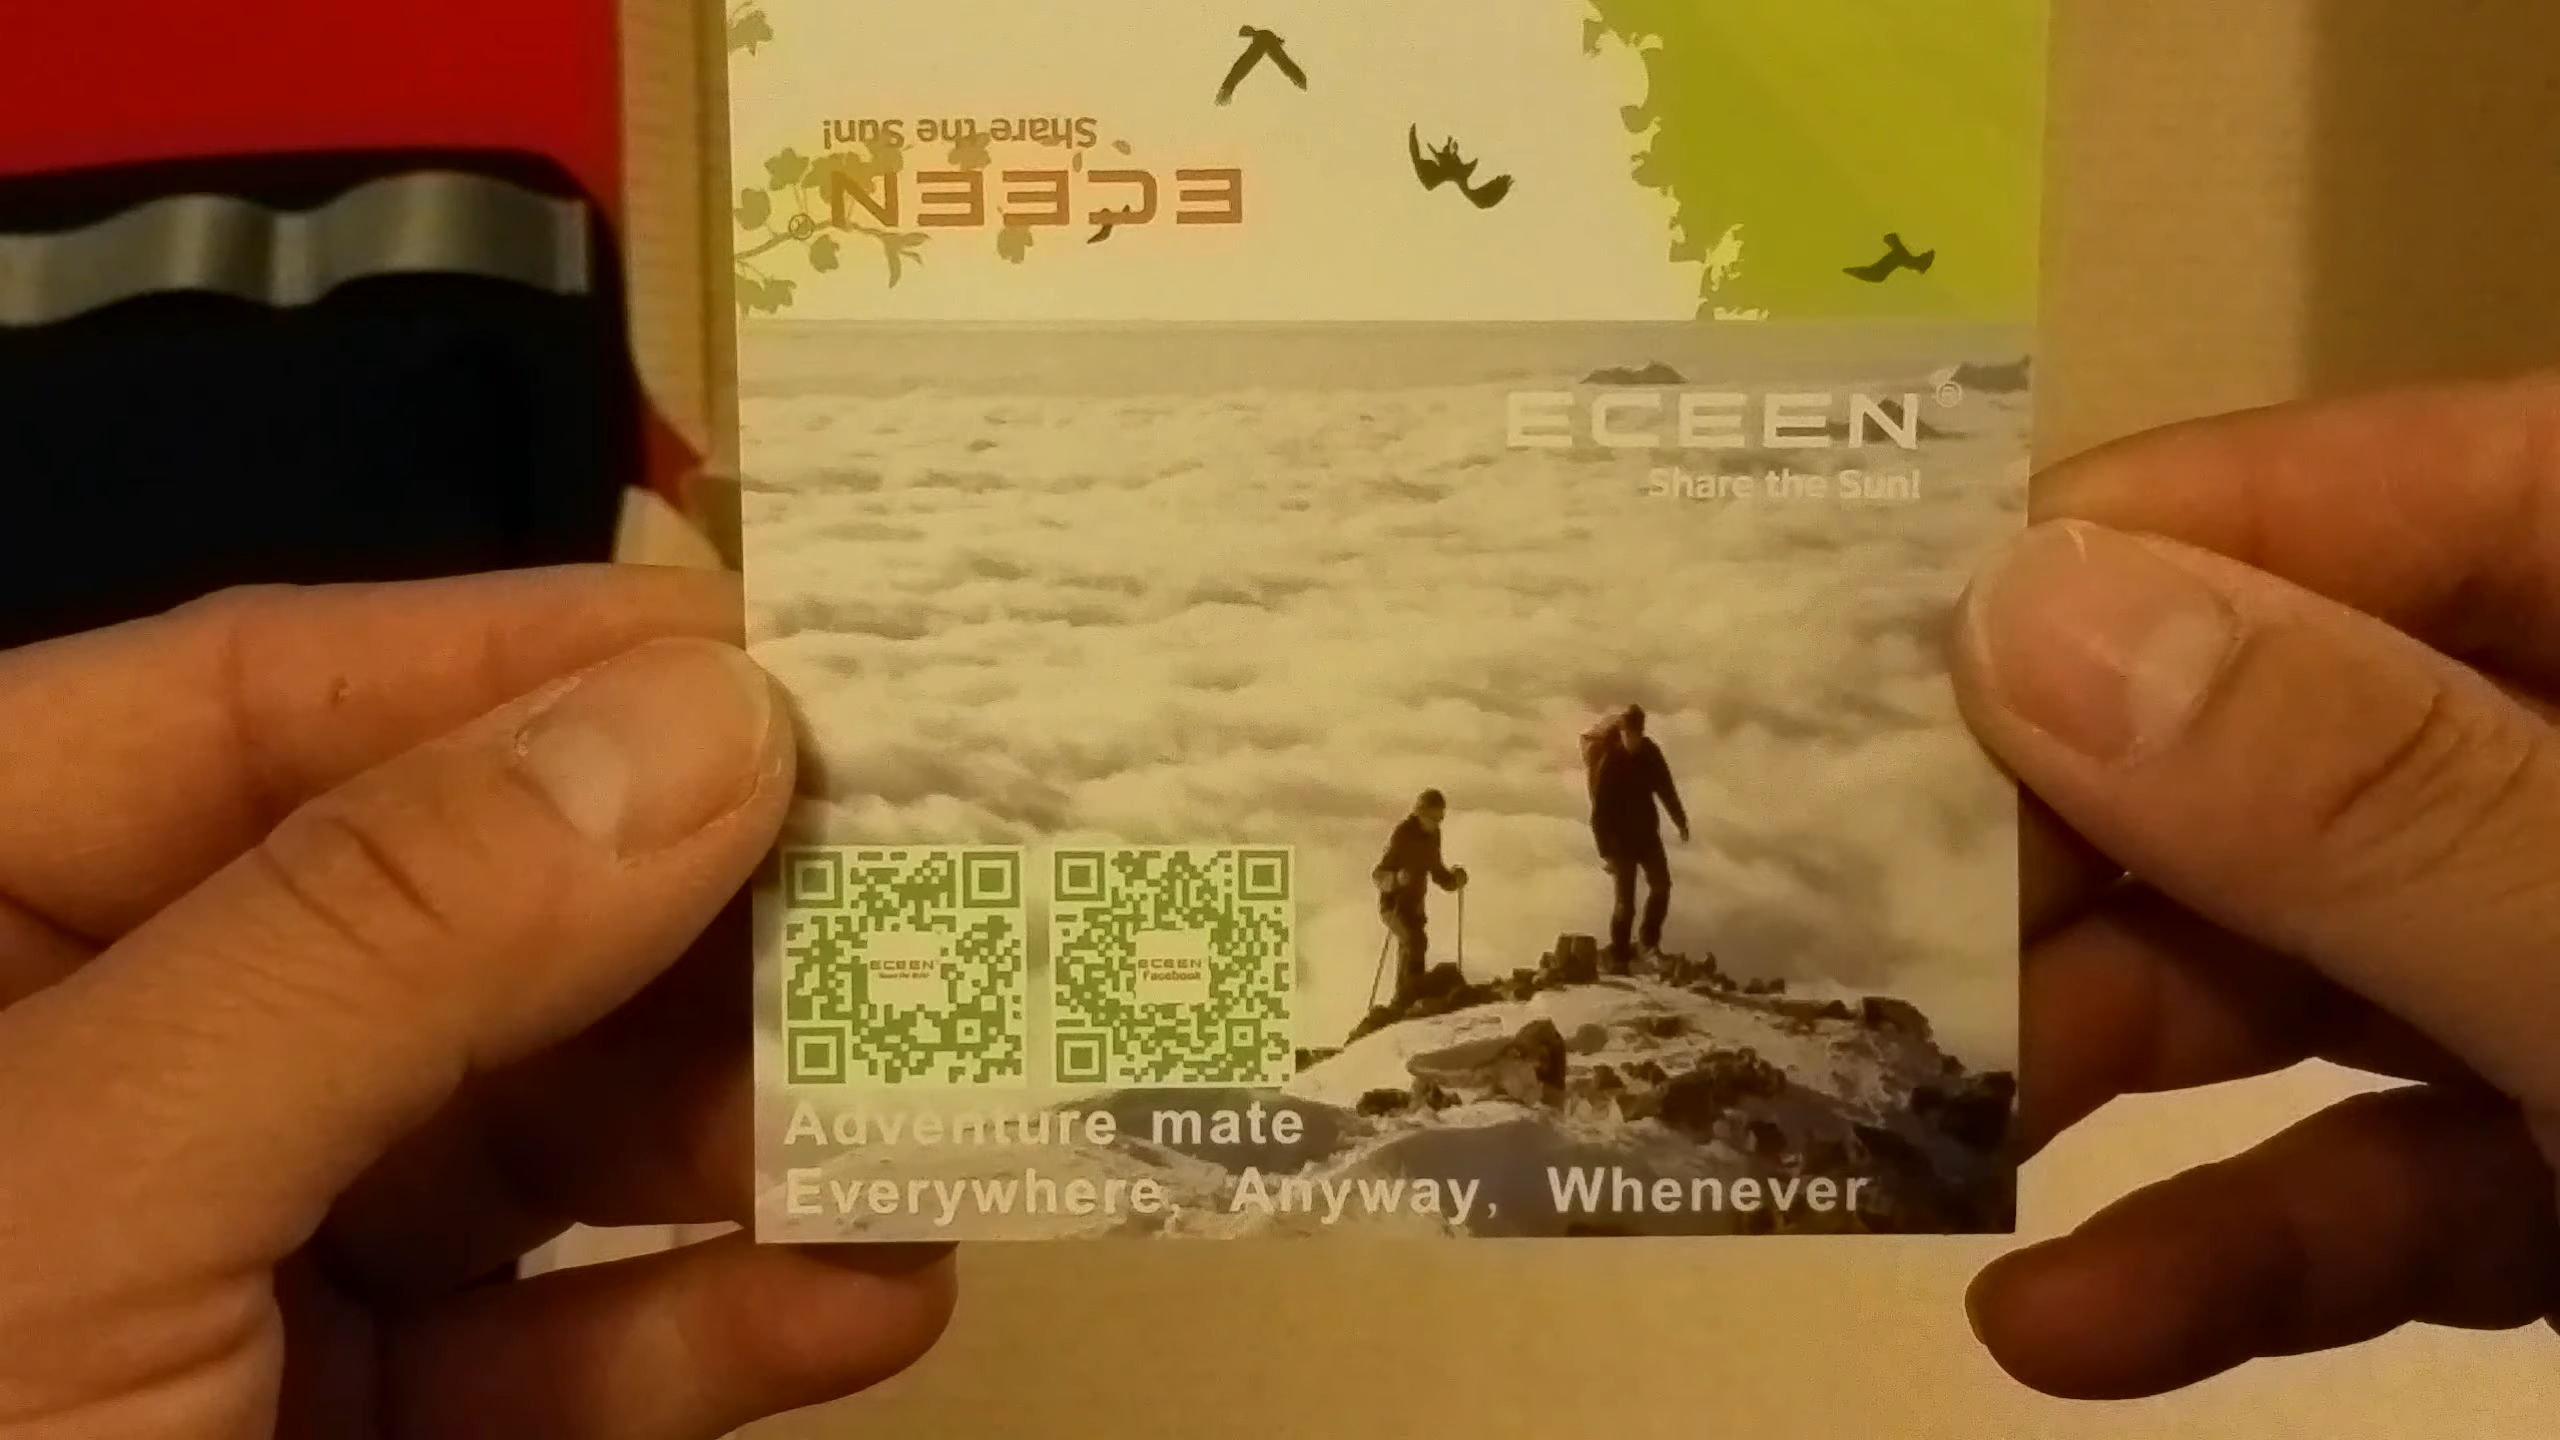 Share the Sun!
ECEEN®
ECEEN®
Share the Sun!
ECEEN
ECEEN
Facebook
Adventure mate
Everywhere, Anyway, Whenever